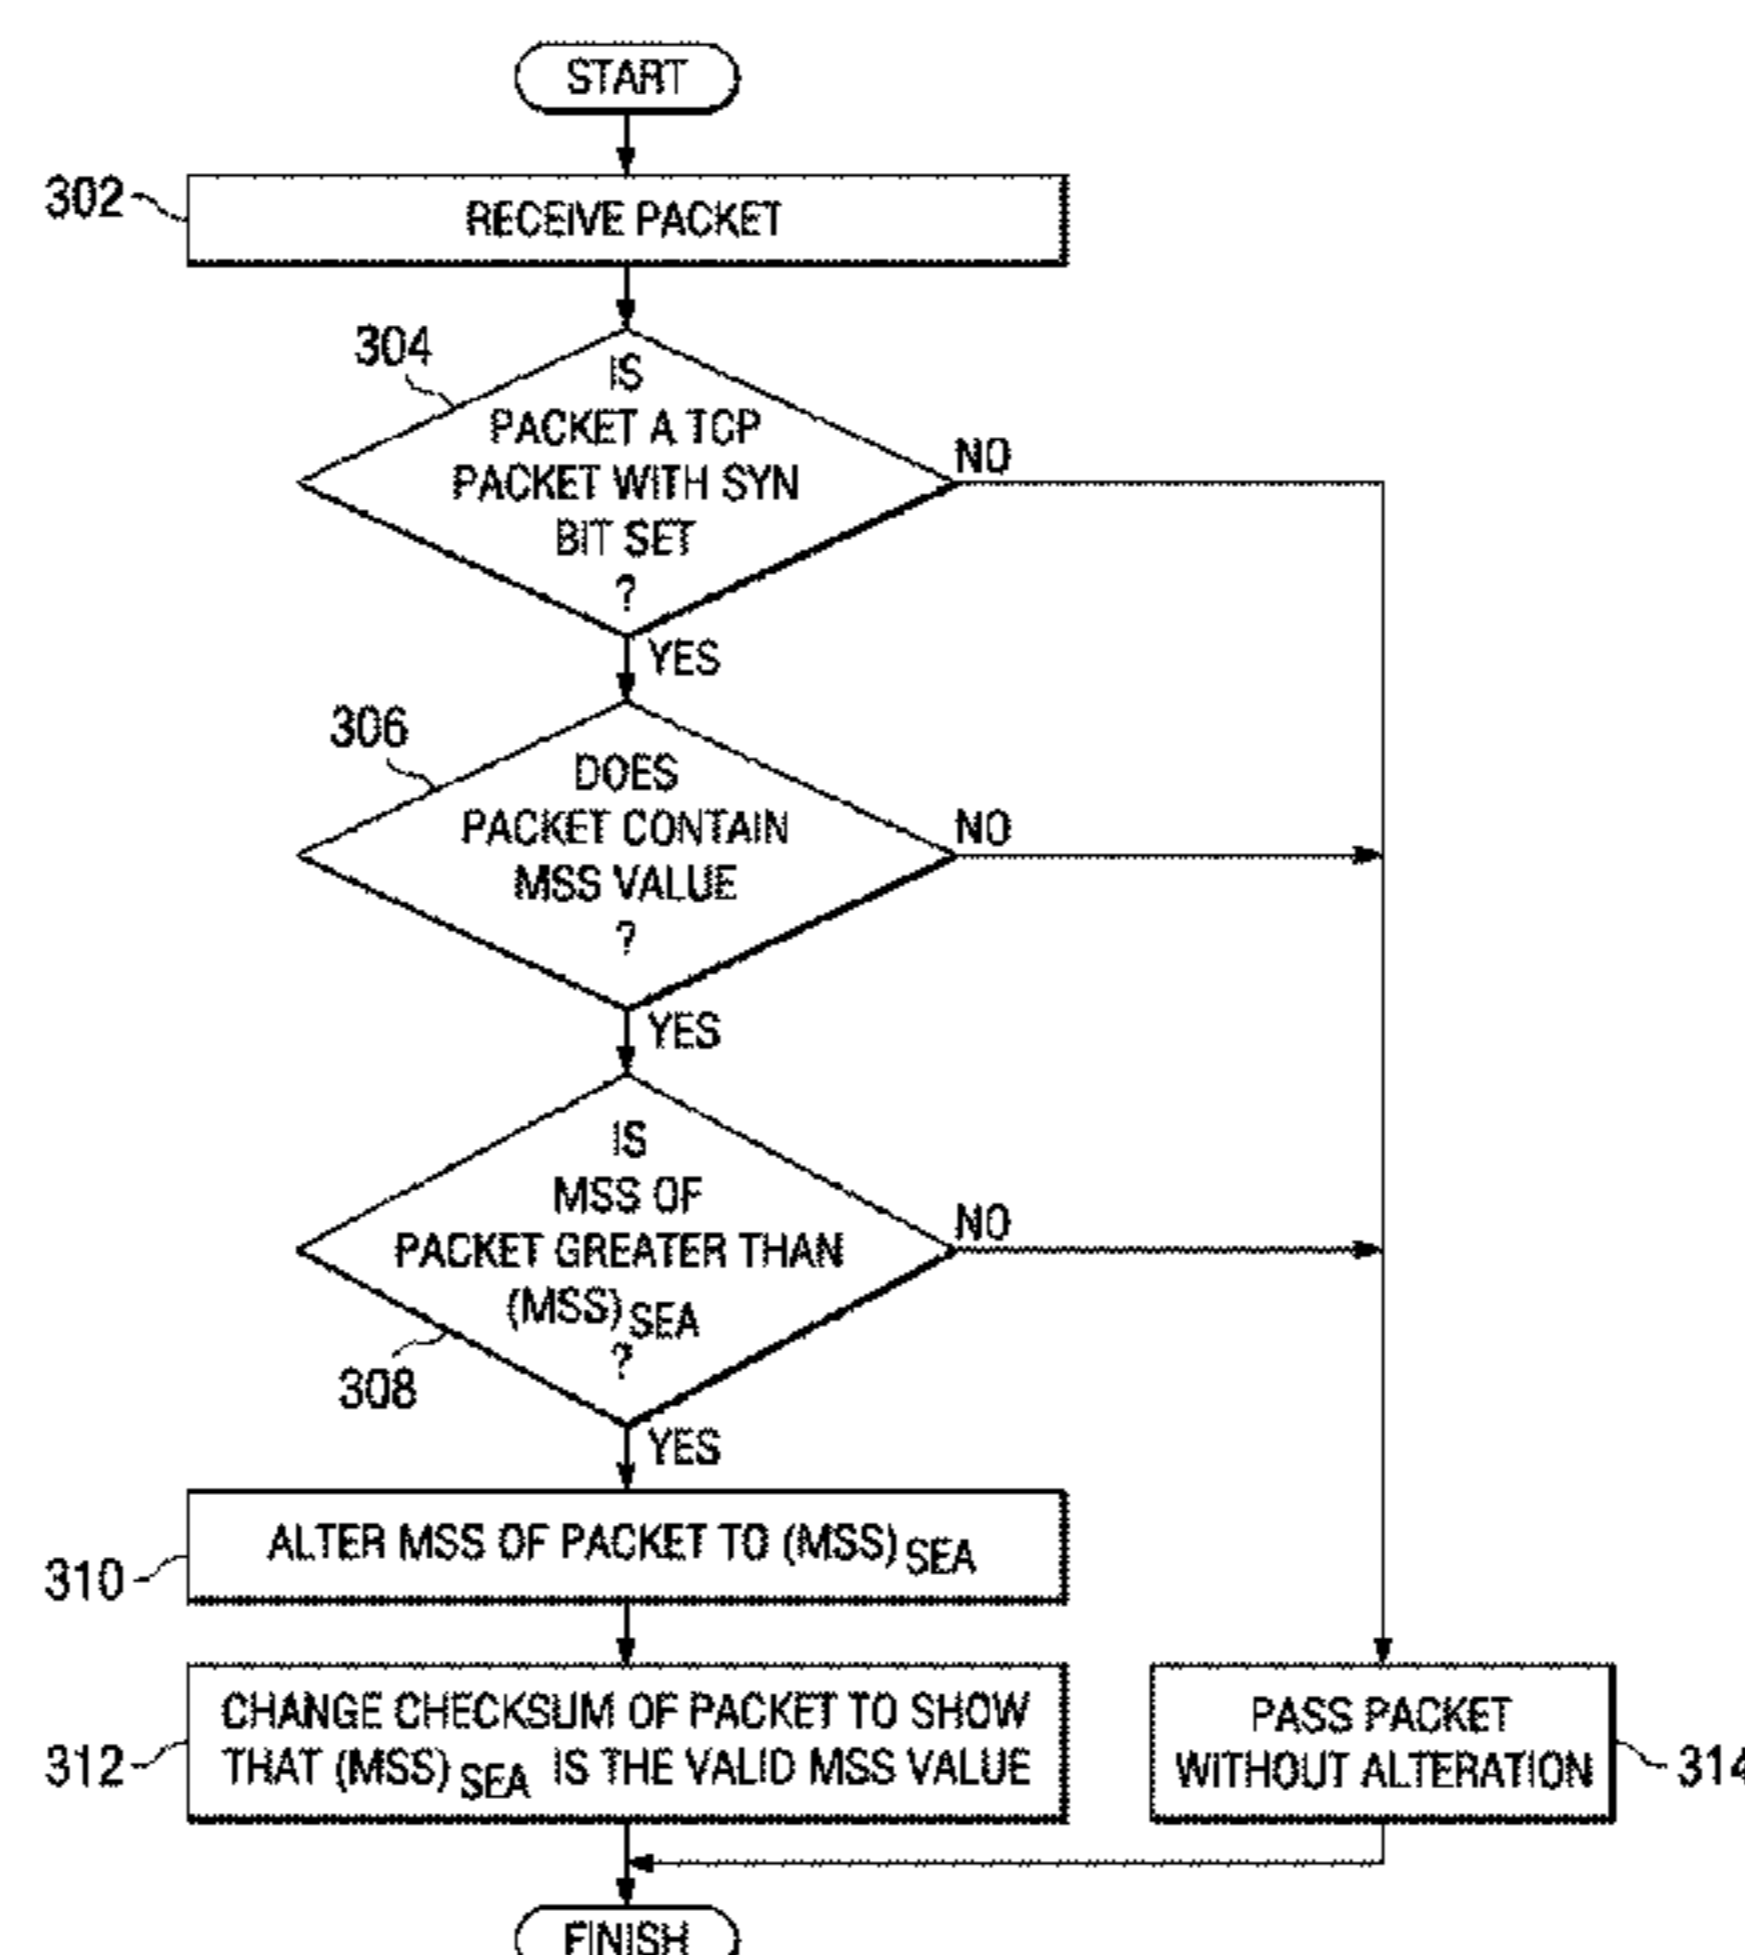 START
302
RECEIVE PACKET
304
IS
PACKET A TCP
PACKET WITH SYN
BIT SET
?
NO
YES
306
DOES
PACKET CONTAIN
MSS VALUE
?
NO
YES
IS
MSS OF
PACKET GREATER THAN
(MSS) SEA
?
NO
308
YES
ALTER MSS OF PACKET TO (MSS) SEA
310
CHANGE CHECKSUM OF PACKET TO SHOW
THAT (MSS) SEA IS THE VALID MSS VALUE
312
PASS PACKET
WITHOUT ALTERATION
314
FINISH